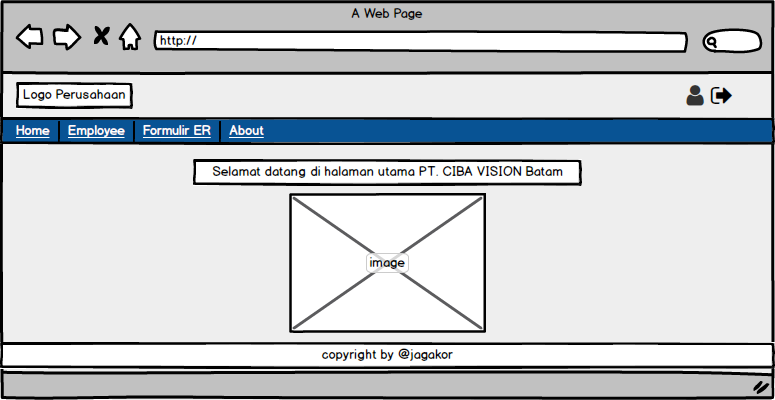 A Web Page
http://
Logo Perusahaan
Home Employee Formulir ER About
Selamat datang di halaman utama PT. CIBA VISION Batam
image
copyright by @jagakor